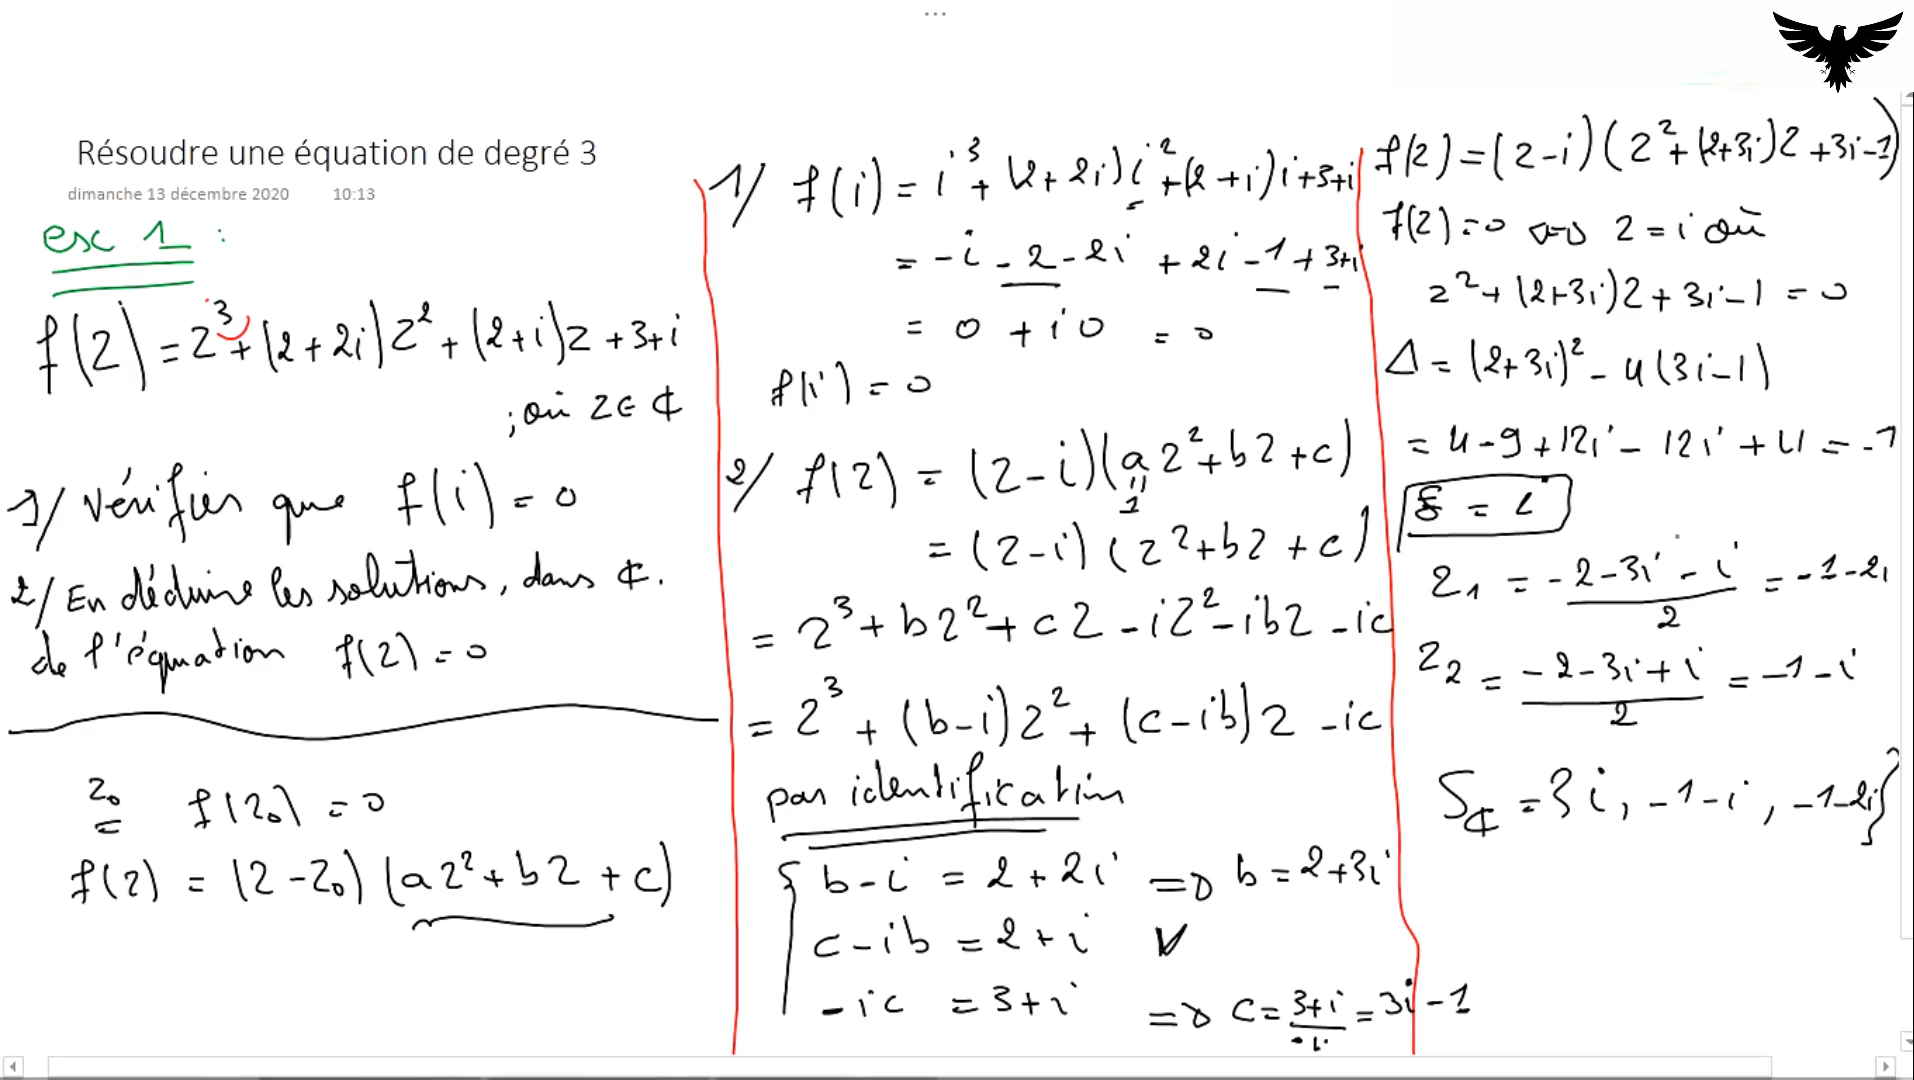 Résoudre une équation de degré 3
dimanche 13 décembre 2020 10:13
esc 1 :
f(z) = z³ + (2+2i)z² + (2+i)z + 3+i
; où z ∈ ℂ
1/ Vérifier que f(i) = 0
2/ En déduire les solutions, dans ℂ.
de l'équation f(z) = 0
z₀ f(z₀) = 0
f(z) = (z-z₀)(az²+bz+c)
1/ f(i) = i³ + (2+2i)i² + (2+i)i + 3+i
= -i - 2 - 2i + 2i - 1 + 3+i
= 0 + i0 = 0
f(i) = 0
2/ f(z) = (z-i)(az²+bz+c)
"
1
= (z-i)(z²+bz+c)
= z³ + bz² + cz - iz² - ibz - ic
= z³ + (b-i)z² + (c-ib)z - ic
par identification
{ b-i = 2+2i => b = 2+3i
c-ib = 2+i V
-ic = 3+i => c = (3+i)/(-i) = 3i-1
f(z) = (z-i)(z²+(2+3i)z+3i-1)
f(z)=0 <=> z = i où
z²+(2+3i)z+3i-1 = 0
Δ = (2+3i)² - 4(3i-1)
= 4-9+12i-12i+4 = -1
δ = i
z₁ = (-2-3i-i)/2 = -1-2i
z₂ = (-2-3i+i)/2 = -1-i
S_ℂ = {i, -1-i, -1-2i}